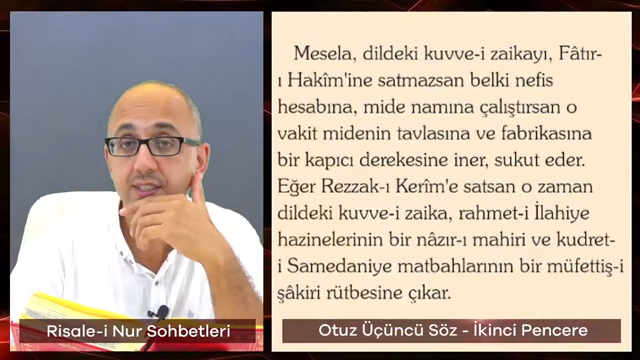 Mesela, dildeki kuvve-i zaikayı, Fâtır-
ı Hakîm'ine satmazsan belki nefis
hesabına, mide namına çalıştırsan o
vakit midenin tavlasına ve fabrikasına
bir kapıcı derekesine iner, sukut eder.
Eğer Rezzak-ı Kerîm'e satsan o zaman
dildeki kuvve-i zaika, rahmet-i İlahiye
hazinelerinin bir nâzır-ı mahiri ve kudret-
i Samedaniye matbahlarının bir müfettiş-i
şâkiri rütbesine çıkar.
Risale-i Nur Sohbetleri
Otuz Üçüncü Söz - İkinci Pencere